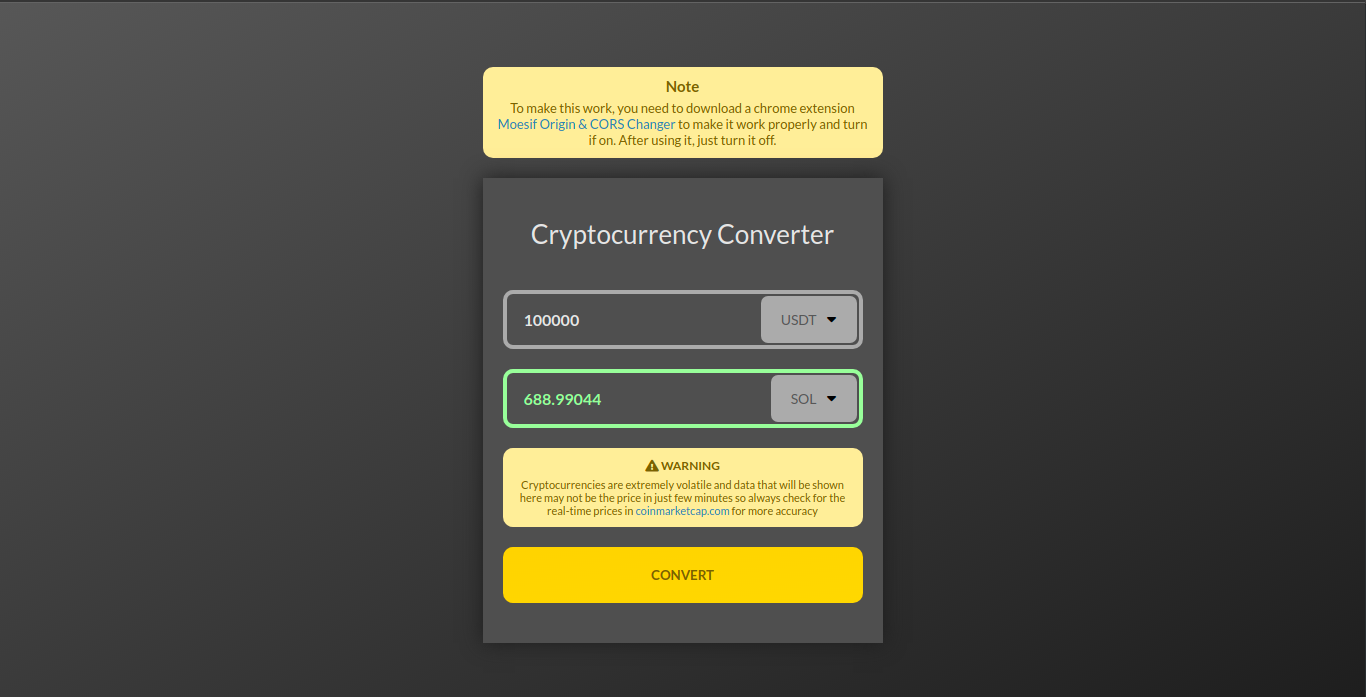 Note
To make this work, you need to download a chrome extension
Moesif Origin & CORS Changer to make it work properly and turn
if on. After using it, just turn it off.
Cryptocurrency Converter
100000 USDT
688.99044 SOL
WARNING
Cryptocurrencies are extremely volatile and data that will be shown
here may not be the price in just few minutes so always check for the
real-time prices in coinmarketcap.com for more accuracy
CONVERT